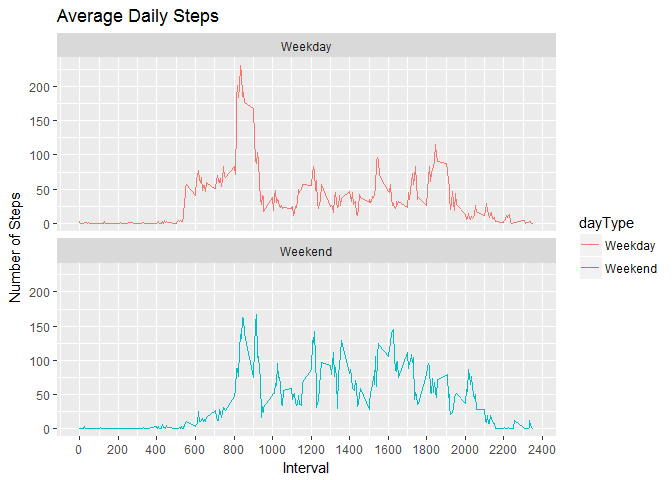 Average Daily Steps
Weekday
200
150
100
50
0
Weekend
200
150
100
50
0
0 200 400 600 800 1000 1200 1400 1600 1800 2000 2200 2400
Interval
Number of Steps
dayType
Weekday
Weekend